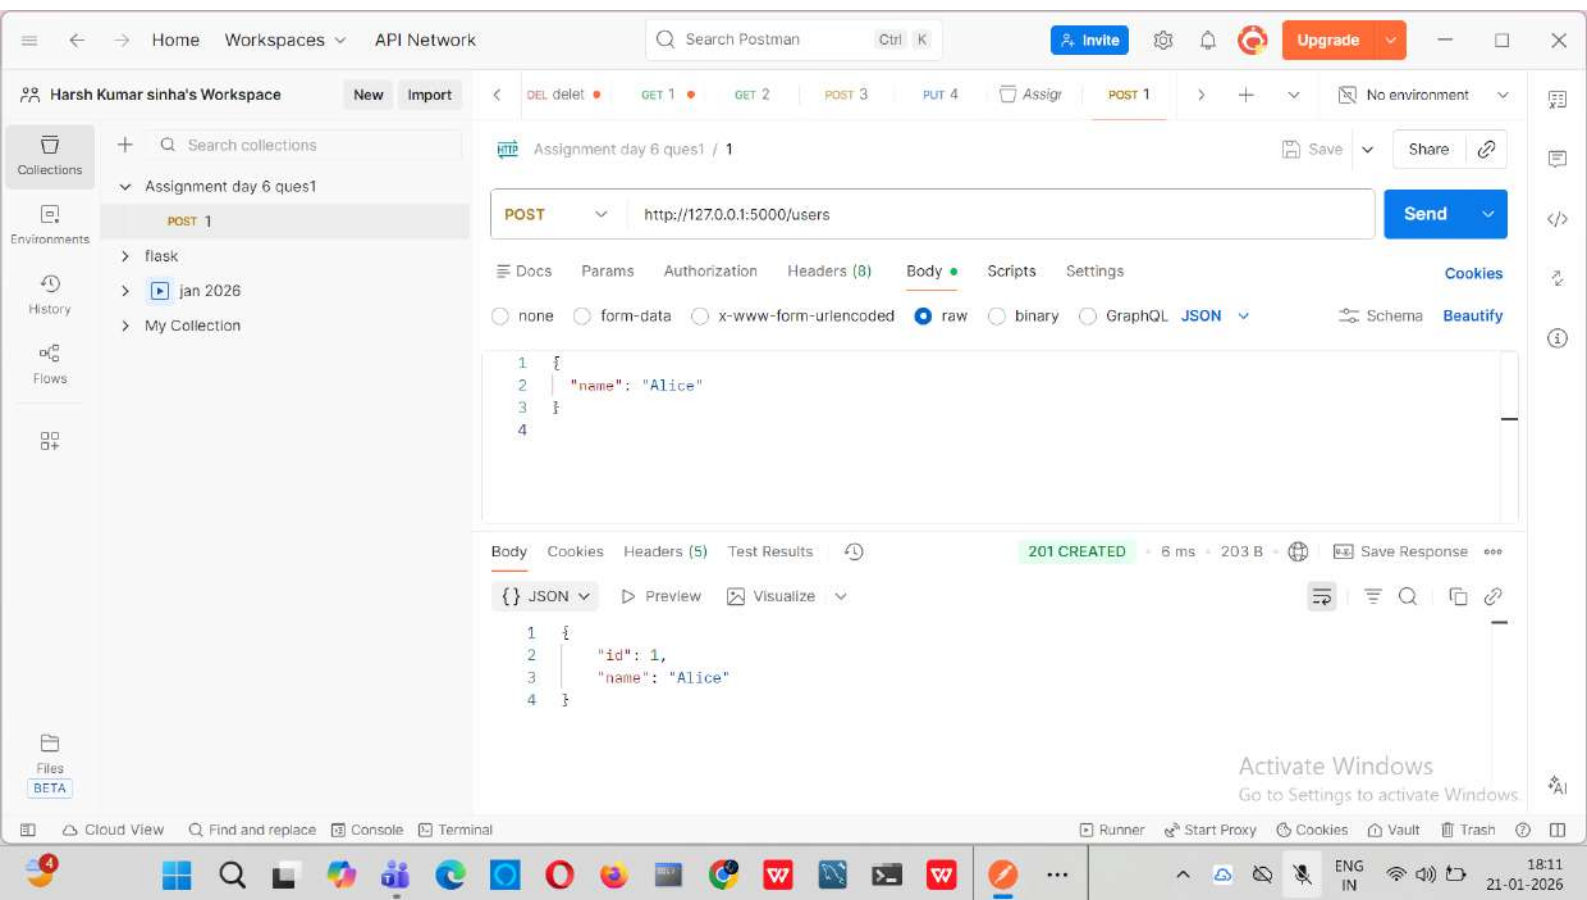 Home Workspaces API Network Search Postman Ctrl K Invite Upgrade
Harsh Kumar sinha's Workspace New Import DEL delet GET 1 GET 2 POST 3 PUT 4 Assigr POST 1 No environment
Collections
Search collections
HTTP Assignment day 6 ques1 / 1 Save Share
Assignment day 6 ques1
POST 1
POST http://127.0.0.1:5000/users Send
Environments
flask
Docs Params Authorization Headers (8) Body Scripts Settings Cookies
jan 2026
History
My Collection
none form-data x-www-form-urlencoded raw binary GraphQL JSON Schema Beautify
Flows
1 {
2 "name": "Alice"
3 }
4
Body Cookies Headers (5) Test Results 201 CREATED 6 ms 203 B Save Response
{} JSON Preview Visualize
1 {
2 "id": 1,
3 "name": "Alice"
4 }
Files
BETA
Activate Windows
Go to Settings to activate Windows.
AI
Cloud View Find and replace Console Terminal Runner Start Proxy Cookies Vault Trash
4
ENG
IN
18:11
21-01-2026